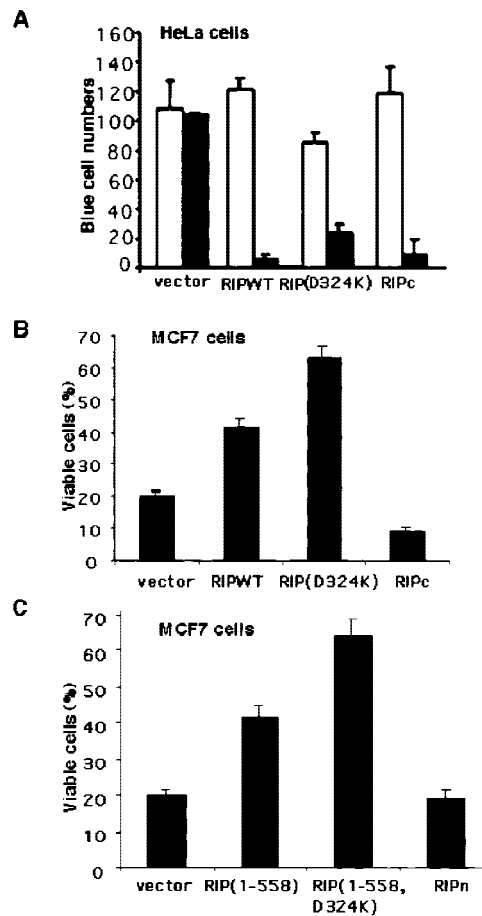 A
HeLa cells
Blue cell numbers
160
140
120
100
80
60
40
20
0
vector RIPWT RIP(D324K) RIPc
B
MCF7 cells
Viable cells (%)
70
60
50
40
30
20
10
0
vector RIPWT RIP(D324K) RIPc
C
MCF7 cells
Viable cells (%)
70
60
50
40
30
20
10
0
vector RIP(1-558) RIP(1-558, RIPn
D324K)